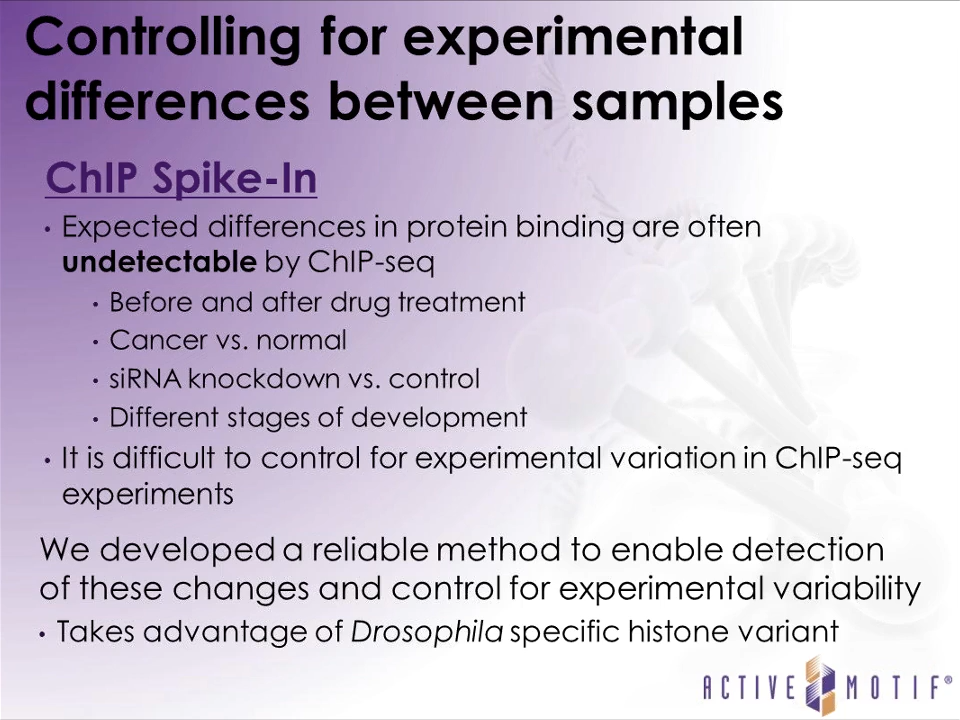 Controlling for experimental
differences between samples
ChIP Spike-In
• Expected differences in protein binding are often
undetectable by ChIP-seq
• Before and after drug treatment
• Cancer vs. normal
• siRNA knockdown vs. control
• Different stages of development
• It is difficult to control for experimental variation in ChIP-seq
experiments
We developed a reliable method to enable detection
of these changes and control for experimental variability
• Takes advantage of Drosophila specific histone variant
ACTIVE MOTIF®